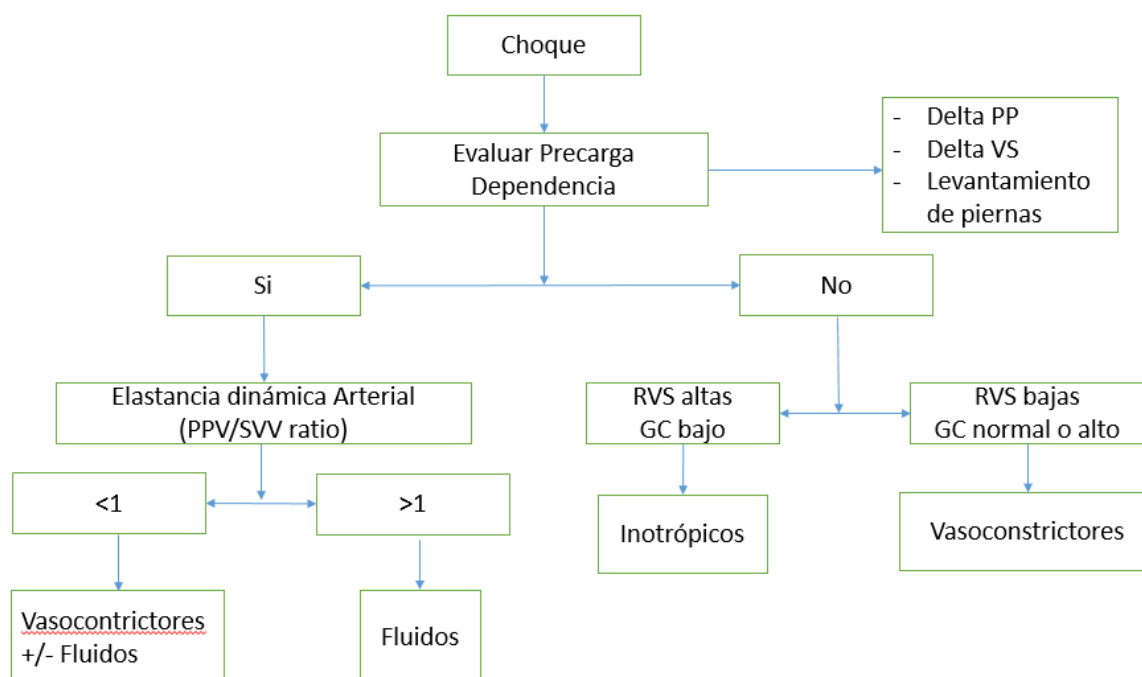 Choque
Evaluar Precarga
Dependencia
- Delta PP
- Delta VS
- Levantamiento
de piernas
Si
No
Elastancia dinámica Arterial
(PPV/SVV ratio)
RVS altas
GC bajo
RVS bajas
GC normal o alto
<1
>1
Inotrópicos
Vasoconstrictores
Vasocontrictores
+/- Fluidos
Fluidos